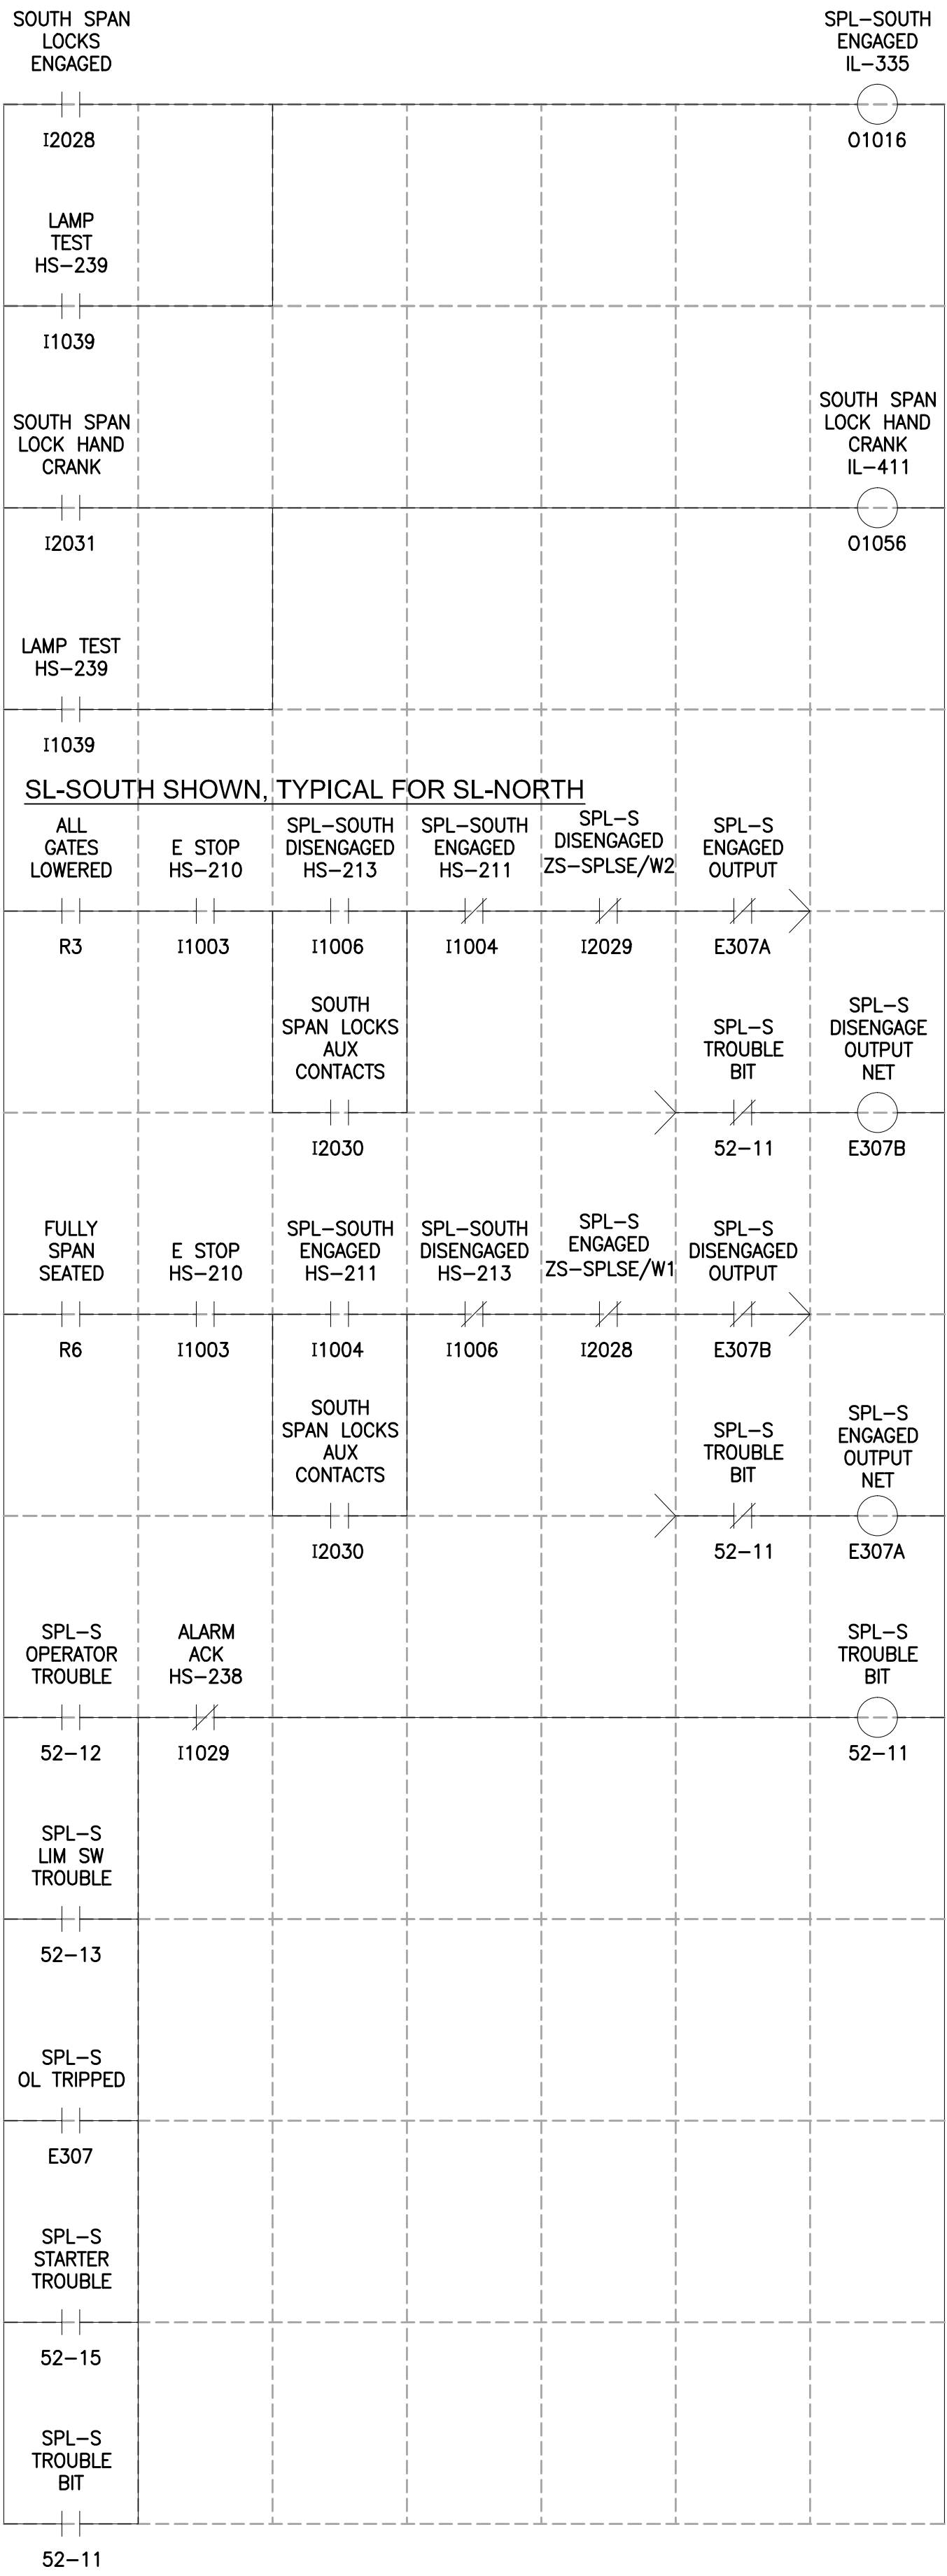 SOUTH SPAN
LOCKS
ENGAGED
SPL-SOUTH
ENGAGED
IL-335
I2028
O1016
LAMP
TEST
HS-239
I1039
SOUTH SPAN
LOCK HAND
CRANK
SOUTH SPAN
LOCK HAND
CRANK
IL-411
I2031
O1056
LAMP TEST
HS-239
I1039
SL-SOUTH SHOWN, TYPICAL FOR SL-NORTH
ALL
GATES
LOWERED
E STOP
HS-210
SPL-SOUTH
DISENGAGED
HS-213
SPL-SOUTH
ENGAGED
HS-211
SPL-S
DISENGAGED
ZS-SPLSE/W2
SPL-S
ENGAGED
OUTPUT
R3
I1003
I1006
I1004
I2029
E307A
SOUTH
SPAN LOCKS
AUX
CONTACTS
SPL-S
TROUBLE
BIT
SPL-S
DISENGAGE
OUTPUT
NET
I2030
52-11
E307B
FULLY
SPAN
SEATED
E STOP
HS-210
SPL-SOUTH
ENGAGED
HS-211
SPL-SOUTH
DISENGAGED
HS-213
SPL-S
ENGAGED
ZS-SPLSE/W1
SPL-S
DISENGAGED
OUTPUT
R6
I1003
I1004
I1006
I2028
E307B
SOUTH
SPAN LOCKS
AUX
CONTACTS
SPL-S
TROUBLE
BIT
SPL-S
ENGAGED
OUTPUT
NET
I2030
52-11
E307A
SPL-S
OPERATOR
TROUBLE
ALARM
ACK
HS-238
SPL-S
TROUBLE
BIT
52-12
I1029
52-11
SPL-S
LIM SW
TROUBLE
52-13
SPL-S
OL TRIPPED
E307
SPL-S
STARTER
TROUBLE
52-15
SPL-S
TROUBLE
BIT
52-11